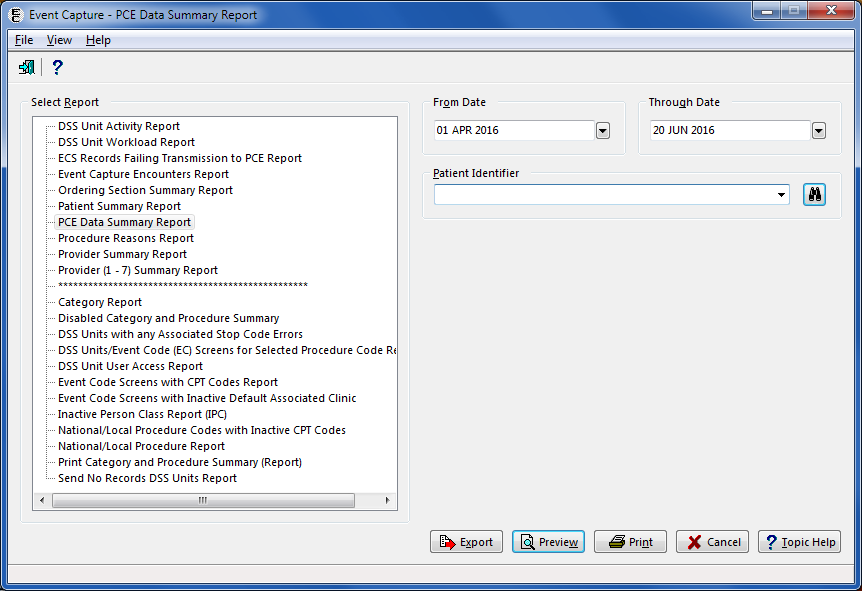 Event Capture - PCE Data Summary Report
File View Help
Select Report
DSS Unit Activity Report
DSS Unit Workload Report
ECS Records Failing Transmission to PCE Report
Event Capture Encounters Report
Ordering Section Summary Report
Patient Summary Report
PCE Data Summary Report
Procedure Reasons Report
Provider Summary Report
Provider (1 - 7) Summary Report
**************************************************
Category Report
Disabled Category and Procedure Summary
DSS Units with any Associated Stop Code Errors
DSS Units/Event Code (EC) Screens for Selected Procedure Code Re
DSS Unit User Access Report
Event Code Screens with CPT Codes Report
Event Code Screens with Inactive Default Associated Clinic
Inactive Person Class Report (IPC)
National/Local Procedure Codes with Inactive CPT Codes
National/Local Procedure Report
Print Category and Procedure Summary (Report)
Send No Records DSS Units Report
From Date
01 APR 2016
Through Date
20 JUN 2016
Patient Identifier
Export Preview Print Cancel Topic Help